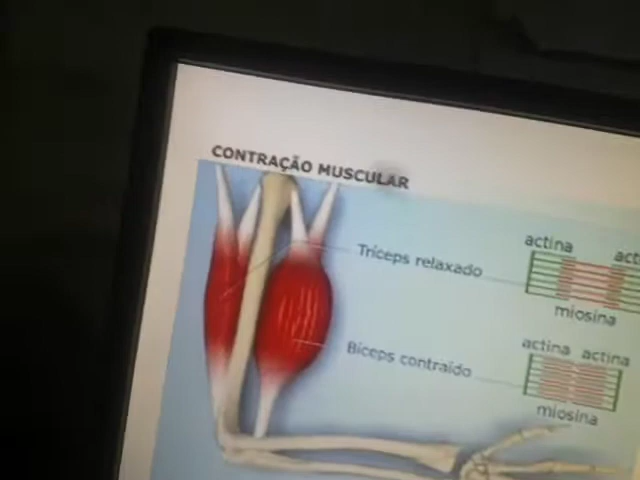 CONTRAÇÃO MUSCULAR
actina
Tríceps relaxado
miosina
actina actina
Bíceps contraído
miosina